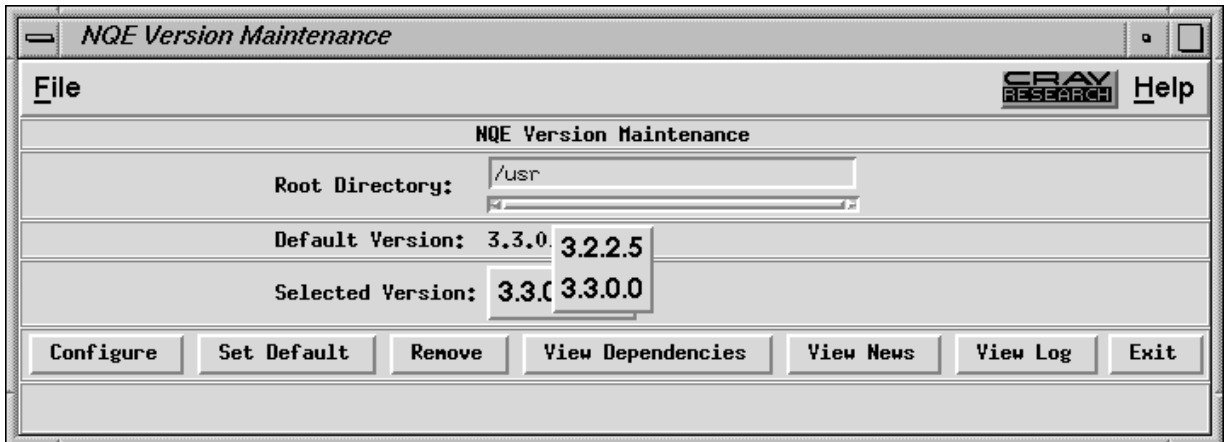 NQE Version Maintenance
File
CRAY RESEARCH
Help
NQE Version Maintenance
Root Directory: /usr
Default Version: 3.3.0.
Selected Version: 3.3.0
3.2.2.5
3.3.0.0
Configure Set Default Remove View Dependencies View News View Log Exit